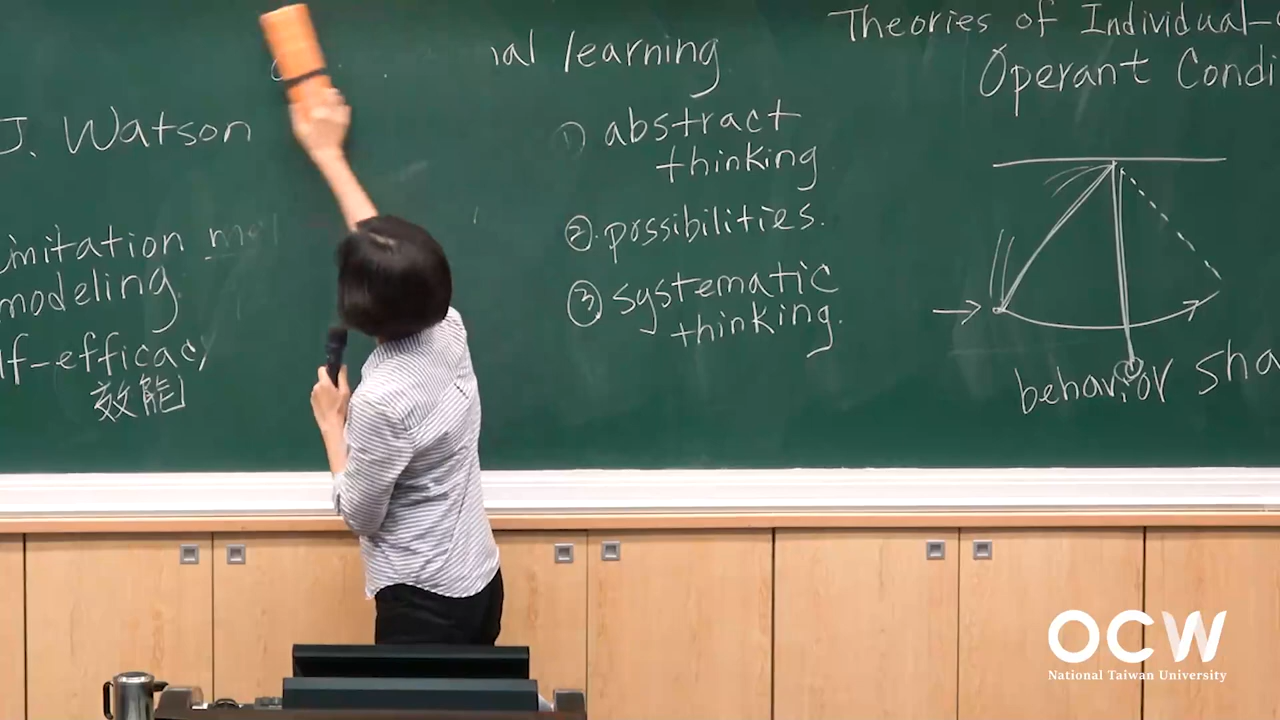 J. Watson
imitation
modeling
lf-efficacy
效能
ial learning
① abstract
thinking
②. possibilities.
③ systematic
thinking.
Theories of Individual-
Operant Condi
behavior sha
OCW
National Taiwan University